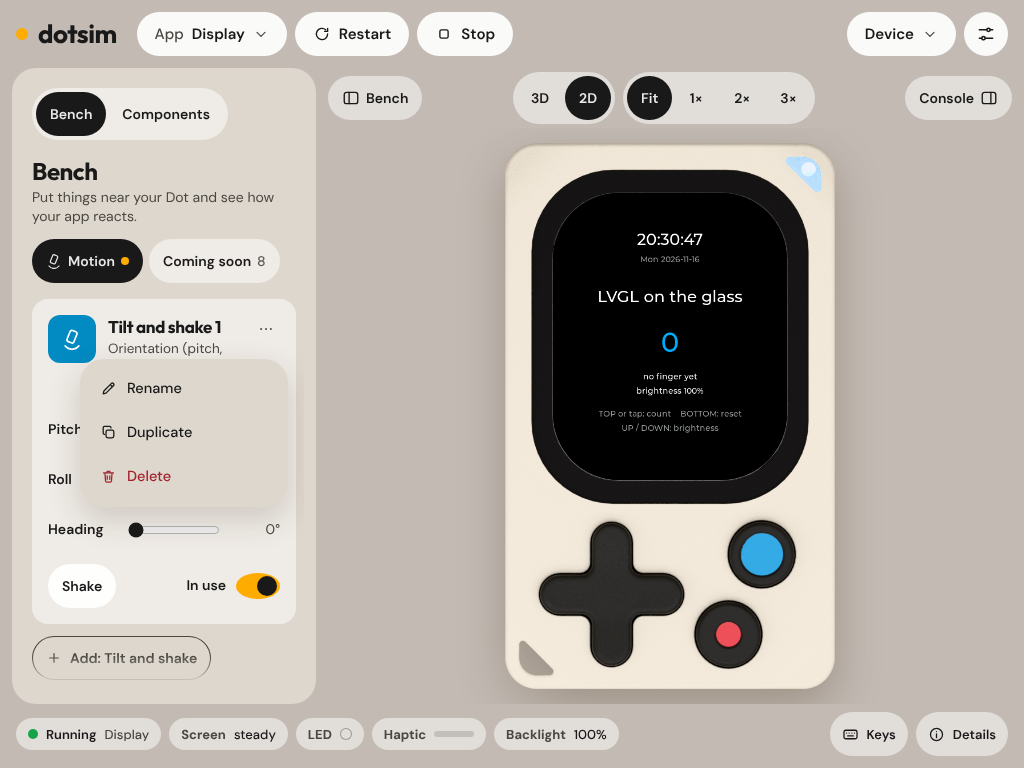 dotsim
App Display
Restart
Stop
Device
Bench
Components
Bench
Put things near your Dot and see how
your app reacts.
Motion
Coming soon 8
Tilt and shake 1
...
Orientation (pitch,
Rename
Duplicate
Delete
Pitch
Roll
Heading
0°
Shake
In use
+ Add: Tilt and shake
Bench
3D
2D
Fit
1×
2×
3×
Console
20:30:47
Mon 2026-11-16
LVGL on the glass
0
no finger yet
brightness 100%
TOP or tap: count BOTTOM: reset
UP / DOWN: brightness
Running Display
Screen steady
LED
Haptic
Backlight 100%
Keys
Details